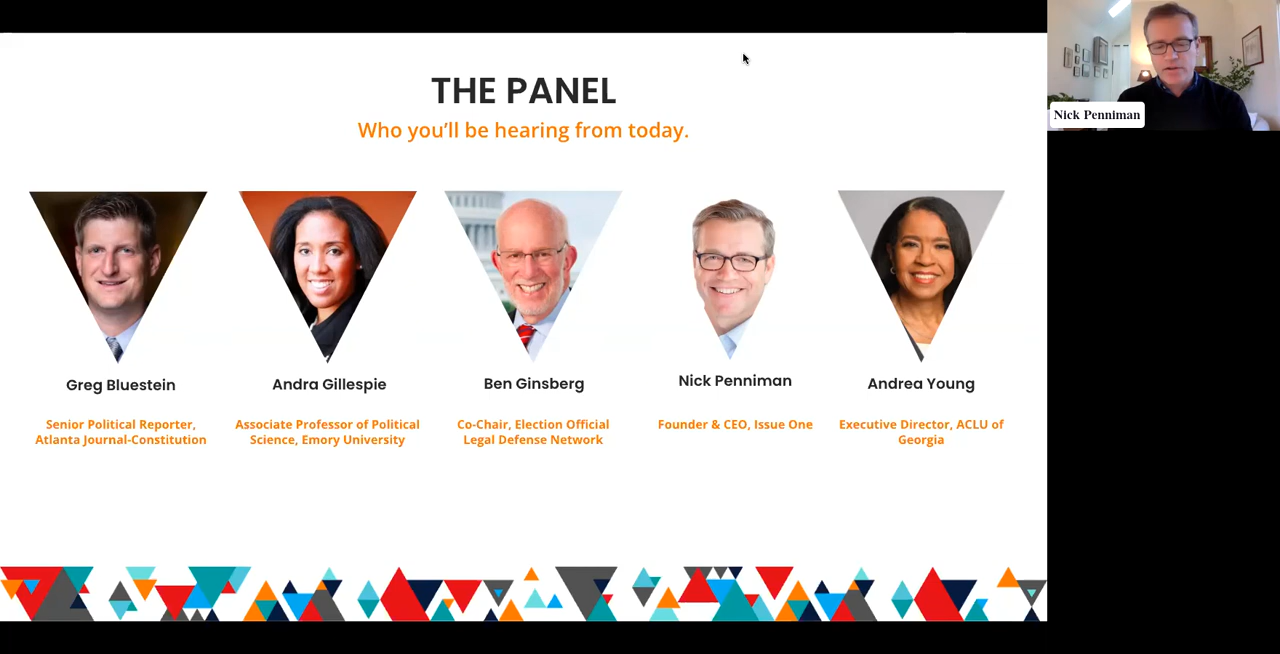 THE PANEL
Who you'll be hearing from today.
Greg Bluestein
Senior Political Reporter,
Atlanta Journal-Constitution
Andra Gillespie
Associate Professor of Political
Science, Emory University
Ben Ginsberg
Co-Chair, Election Official
Legal Defense Network
Nick Penniman
Founder & CEO, Issue One
Andrea Young
Executive Director, ACLU of
Georgia
Nick Penniman